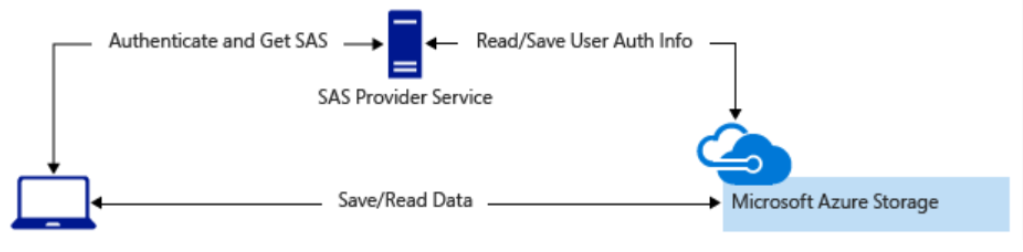 Authenticate and Get SAS
Read/Save User Auth Info
SAS Provider Service
Save/Read Data
Microsoft Azure Storage